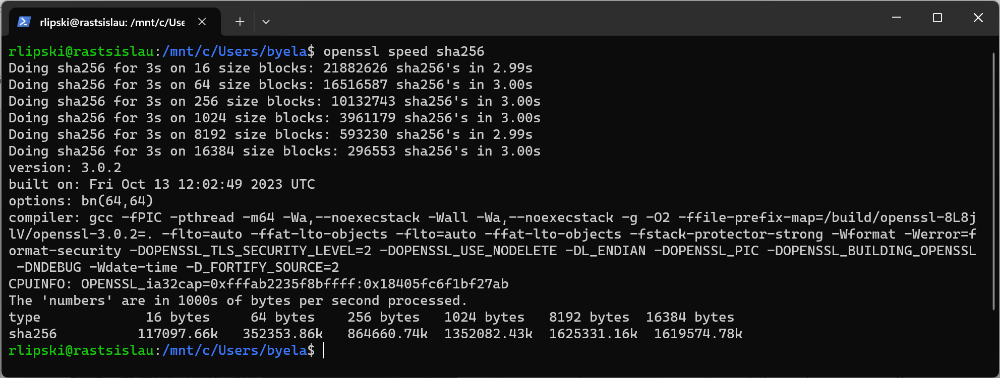 rlipski@rastsislau: /mnt/c/Use
rlipski@rastsislau:/mnt/c/Users/byela$ openssl speed sha256
Doing sha256 for 3s on 16 size blocks: 21882626 sha256's in 2.99s
Doing sha256 for 3s on 64 size blocks: 16516587 sha256's in 3.00s
Doing sha256 for 3s on 256 size blocks: 10132743 sha256's in 3.00s
Doing sha256 for 3s on 1024 size blocks: 3961179 sha256's in 3.00s
Doing sha256 for 3s on 8192 size blocks: 593230 sha256's in 2.99s
Doing sha256 for 3s on 16384 size blocks: 296553 sha256's in 3.00s
version: 3.0.2
built on: Fri Oct 13 12:02:49 2023 UTC
options: bn(64,64)
compiler: gcc -fPIC -pthread -m64 -Wa,--noexecstack -Wall -Wa,--noexecstack -g -O2 -ffile-prefix-map=/build/openssl-8L8j
lV/openssl-3.0.2=. -flto=auto -ffat-lto-objects -flto=auto -ffat-lto-objects -fstack-protector-strong -Wformat -Werror=f
ormat-security -DOPENSSL_TLS_SECURITY_LEVEL=2 -DOPENSSL_USE_NODELETE -DL_ENDIAN -DOPENSSL_PIC -DOPENSSL_BUILDING_OPENSSL
 -DNDEBUG -Wdate-time -D_FORTIFY_SOURCE=2
CPUINFO: OPENSSL_ia32cap=0xfffab2235f8bffff:0x18405fc6f1bf27ab
The 'numbers' are in 1000s of bytes per second processed.
type             16 bytes     64 bytes    256 bytes   1024 bytes   8192 bytes  16384 bytes
sha256          117097.66k   352353.86k   864660.74k  1352082.43k  1625331.16k  1619574.78k
rlipski@rastsislau:/mnt/c/Users/byela$